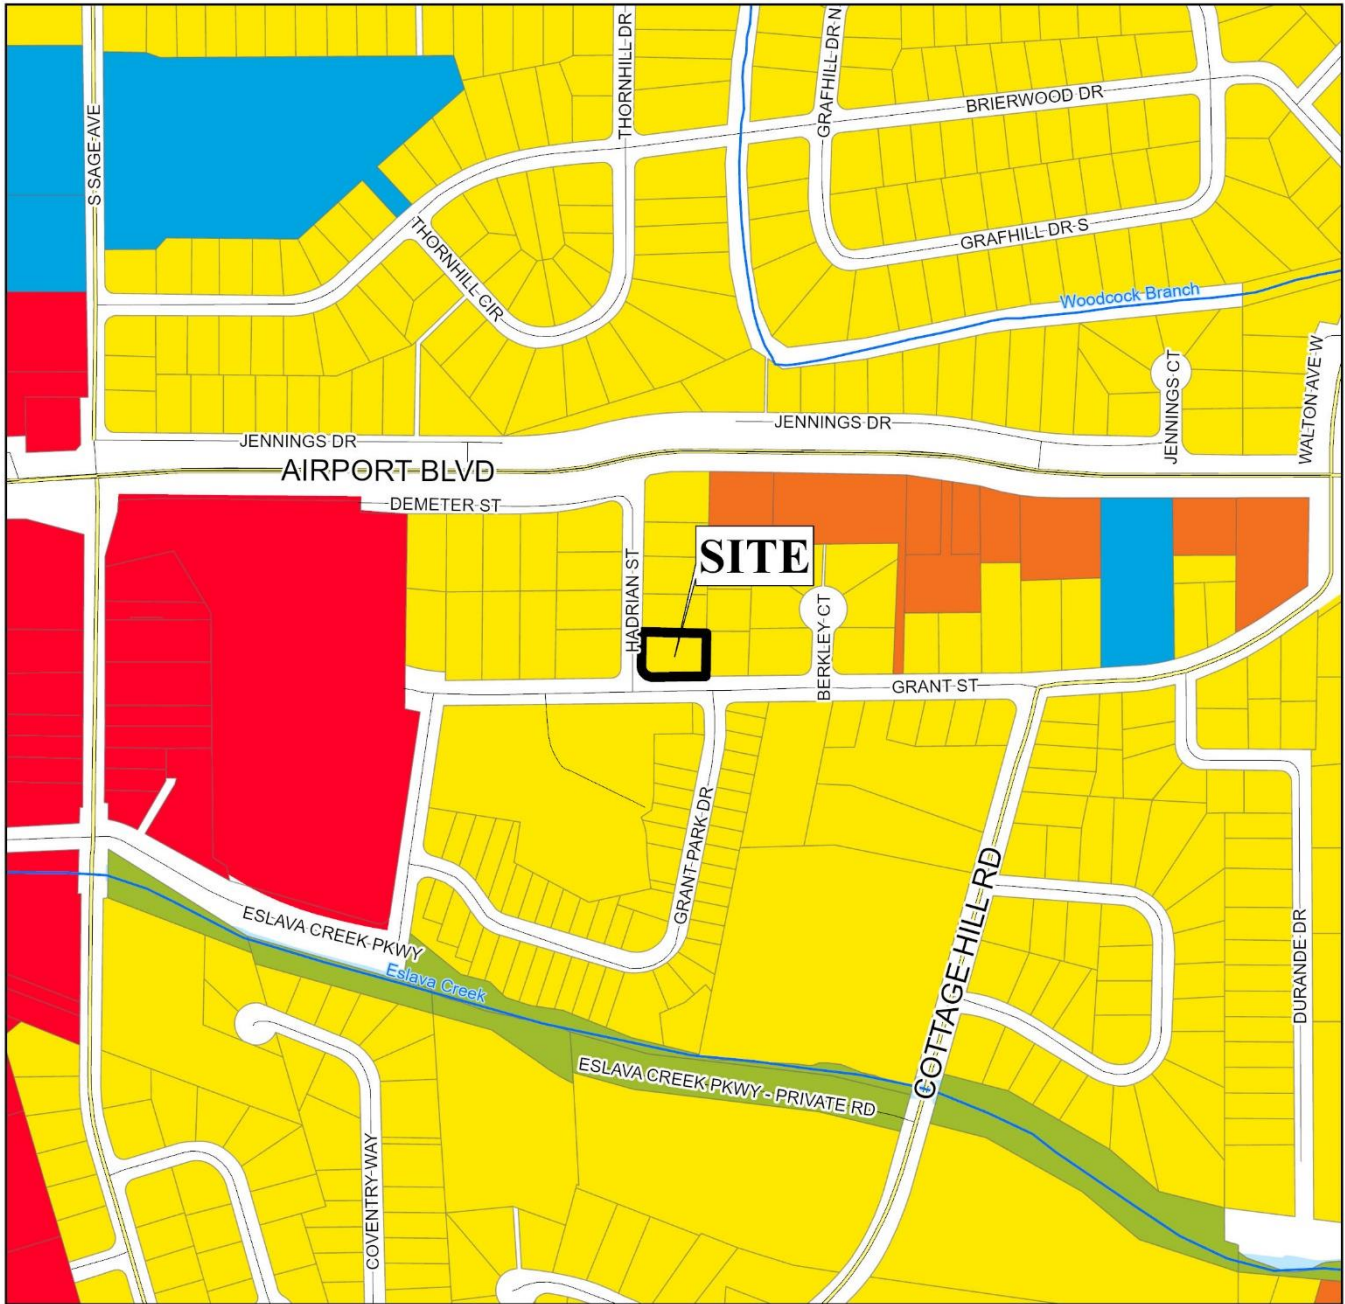 THORNHILL DR
GRAFHILL DR N
BRIERWOOD DR
S SAGE AVE
THORNHILL CIR
GRAFHILL DR S
Woodcock Branch
JENNINGS CT
WALTON AVE W
JENNINGS DR
JENNINGS DR
AIRPORT BLVD
DEMETER ST
SITE
HADRIAN ST
BERKLEY CT
GRANT ST
GRANT PARK DR
COTTAGE HILL RD
DURANDE DR
ESLAVA CREEK PKWY
Eslava Creek
ESLAVA CREEK PKWY - PRIVATE RD
COVENTRY WAY